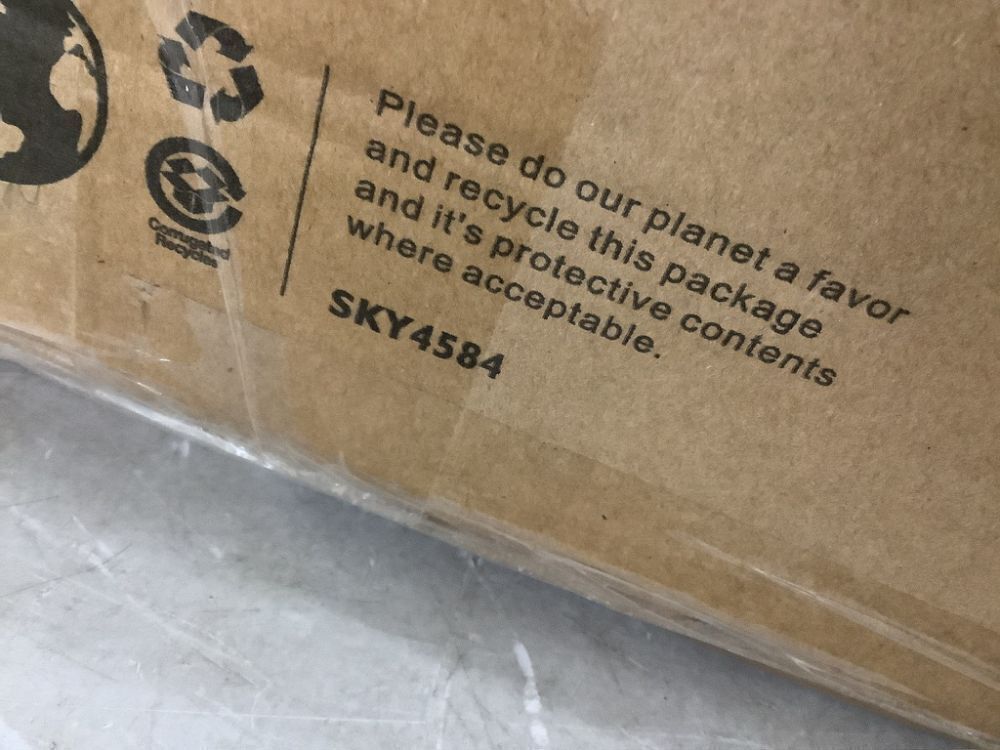 Corrugated
Recycles
Please do our planet a favor
and recycle this package
and it's protective contents
where acceptable.
SKY4584